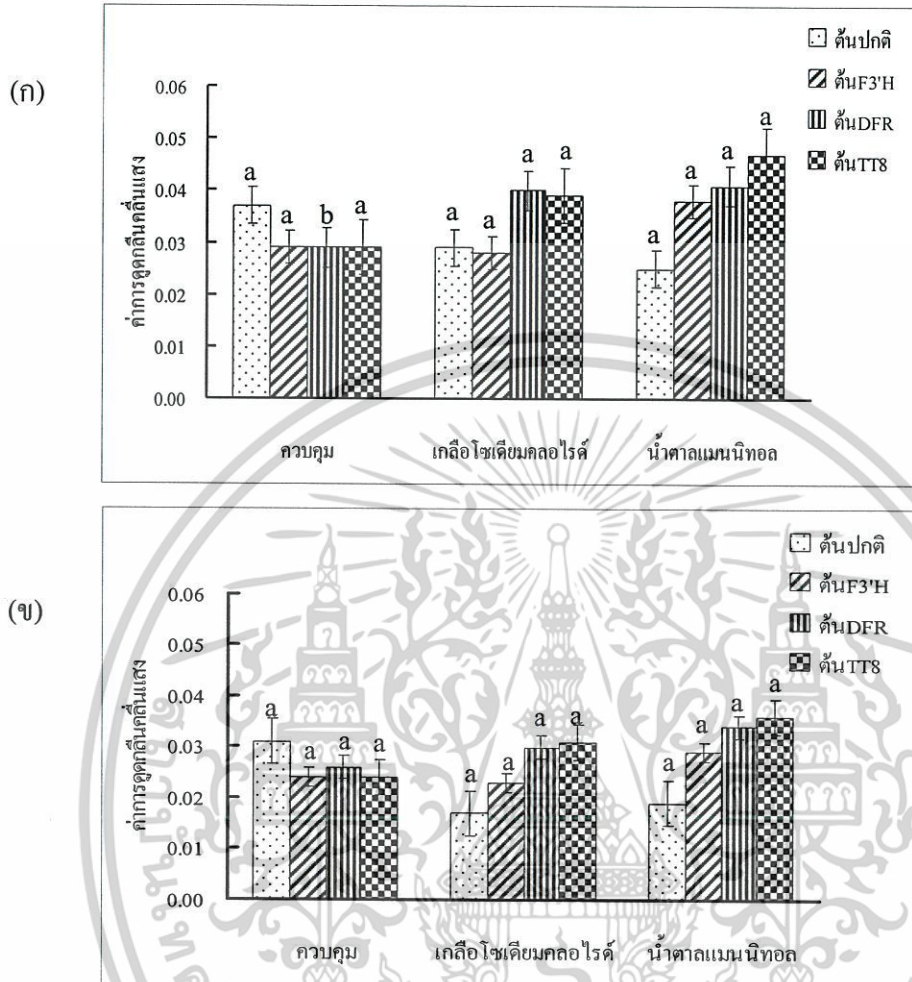 (ก)
ค่าการดูดกลืนคลื่นแสง
0.06
0.05
0.04
0.03
0.02
0.01
0.00
ต้นปกติ
ต้นF3'H
ต้นDFR
ต้นTT8
a a b a
a a a a
a a a a
ควบคุม เกลือโซเดียมคลอไรด์ น้ำตาลแมนนิทอล
(ข)
ค่าการดูดกลืนคลื่นแสง
0.06
0.05
0.04
0.03
0.02
0.01
0.00
ต้นปกติ
ต้นF3'H
ต้นDFR
ต้นTT8
a a a a
a a a a
a a a a
ควบคุม เกลือโซเดียมคลอไรด์ น้ำตาลแมนนิทอล